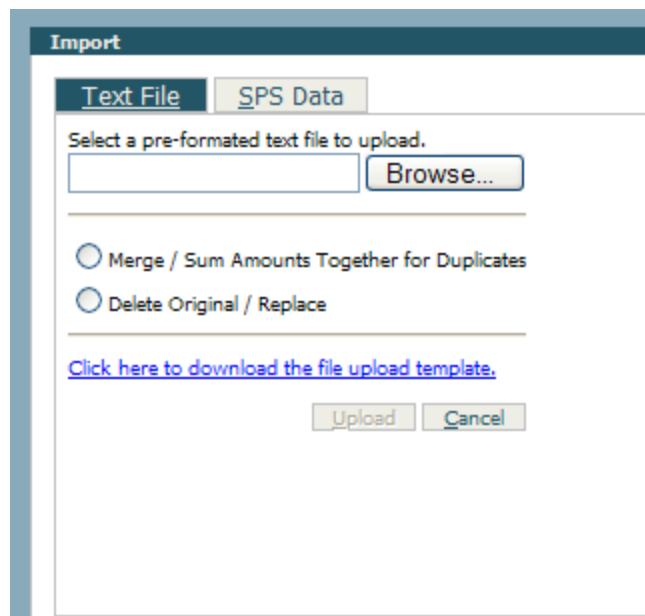 Import
Text File SPS Data
Select a pre-formated text file to upload.
Browse...
Merge / Sum Amounts Together for Duplicates
Delete Original / Replace
Click here to download the file upload template.
Upload Cancel